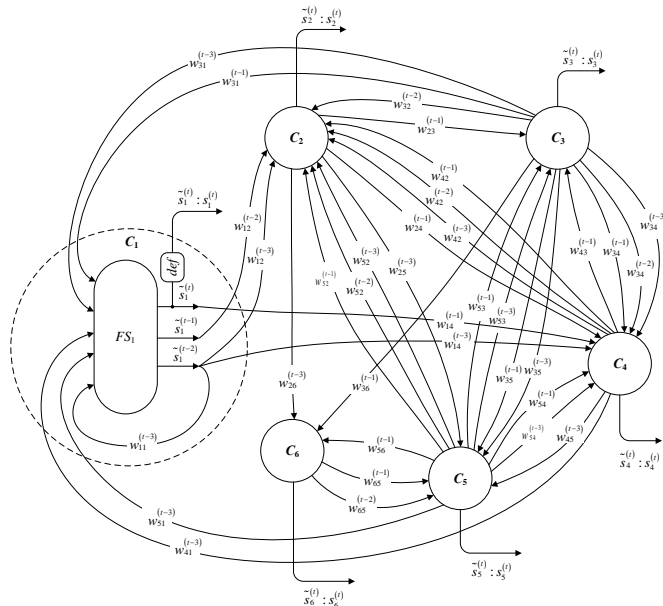 s̃₂⁽ᵗ⁾ : s₂⁽ᵗ⁾
s̃₃⁽ᵗ⁾ : s₃⁽ᵗ⁾
w₃₁⁽ᵗ⁻³⁾
w₃₁⁽ᵗ⁻¹⁾
w₃₂⁽ᵗ⁻²⁾
w₂₃⁽ᵗ⁻¹⁾
C₂
C₃
w₄₂⁽ᵗ⁻¹⁾
w₄₂⁽ᵗ⁻²⁾
w₂₄⁽ᵗ⁻¹⁾
w₄₂⁽ᵗ⁻³⁾
s̃₁⁽ᵗ⁾ : s₁⁽ᵗ⁾
w₁₂⁽ᵗ⁻²⁾
w₁₂⁽ᵗ⁻³⁾
w₃₄⁽ᵗ⁻³⁾
w₄₃⁽ᵗ⁻¹⁾
w₃₄⁽ᵗ⁻¹⁾
w₃₄⁽ᵗ⁻²⁾
C₁
def
w₅₂⁽ᵗ⁻¹⁾
w₅₂⁽ᵗ⁻³⁾
w₂₅⁽ᵗ⁻³⁾
w₅₂⁽ᵗ⁻²⁾
s̃₁⁽ᵗ⁾
w₅₃⁽ᵗ⁻¹⁾
w₅₃⁽ᵗ⁻³⁾
FS₁
s̃₁⁽ᵗ⁻¹⁾
s̃₁⁽ᵗ⁻²⁾
w₁₄⁽ᵗ⁻¹⁾
w₁₄⁽ᵗ⁻³⁾
C₄
w₂₆⁽ᵗ⁻³⁾
w₃₆⁽ᵗ⁻¹⁾
w₃₅⁽ᵗ⁻¹⁾
w₃₅⁽ᵗ⁻³⁾
w₅₄⁽ᵗ⁻¹⁾
w₅₄⁽ᵗ⁻³⁾
w₄₅⁽ᵗ⁻³⁾
w₁₁⁽ᵗ⁻³⁾
C₆
w₅₆⁽ᵗ⁻¹⁾
w₆₅⁽ᵗ⁻¹⁾
w₆₅⁽ᵗ⁻²⁾
C₅
s̃₄⁽ᵗ⁾ : s₄⁽ᵗ⁾
w₅₁⁽ᵗ⁻³⁾
w₄₁⁽ᵗ⁻³⁾
s̃₅⁽ᵗ⁾ : s₅⁽ᵗ⁾
s̃₆⁽ᵗ⁾ : s₆⁽ᵗ⁾